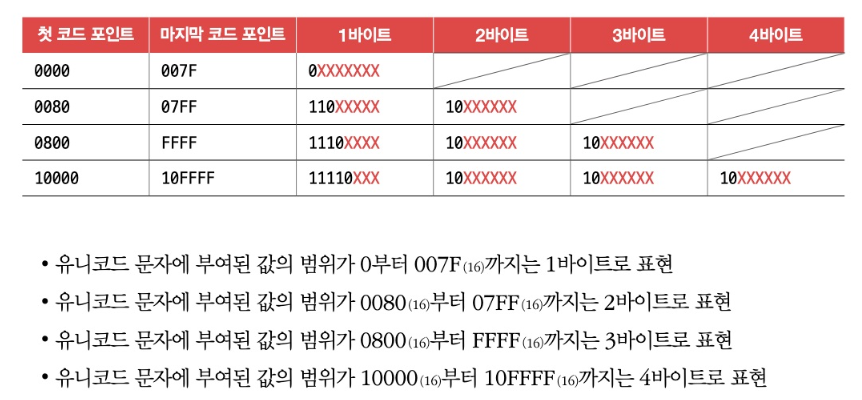 첫 코드 포인트 마지막 코드 포인트 1바이트 2바이트 3바이트 4바이트
0000 007F 0XXXXXXX
0080 07FF 110XXXXX 10XXXXXX
0800 FFFF 1110XXXX 10XXXXXX 10XXXXXX
10000 10FFFF 11110XXX 10XXXXXX 10XXXXXX 10XXXXXX
• 유니코드 문자에 부여된 값의 범위가 0부터 007F(16)까지는 1바이트로 표현
• 유니코드 문자에 부여된 값의 범위가 0080(16)부터 07FF(16)까지는 2바이트로 표현
• 유니코드 문자에 부여된 값의 범위가 0800(16)부터 FFFF(16)까지는 3바이트로 표현
• 유니코드 문자에 부여된 값의 범위가 10000(16)부터 10FFFF(16)까지는 4바이트로 표현